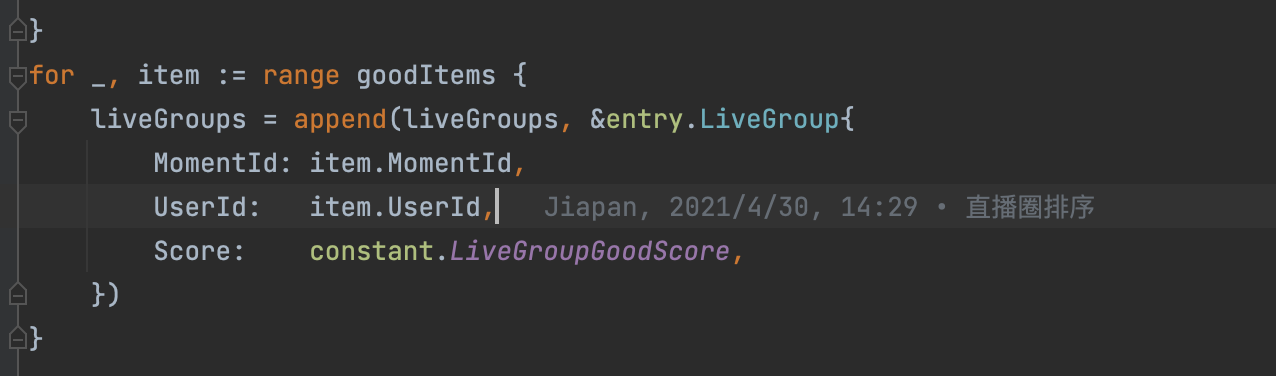 }
for _, item := range goodItems {
    liveGroups = append(liveGroups, &entry.LiveGroup{
        MomentId: item.MomentId,
        UserId:   item.UserId,   Jiapan, 2021/4/30, 14:29 • 直播圈排序
        Score:    constant.LiveGroupGoodScore,
    })
}